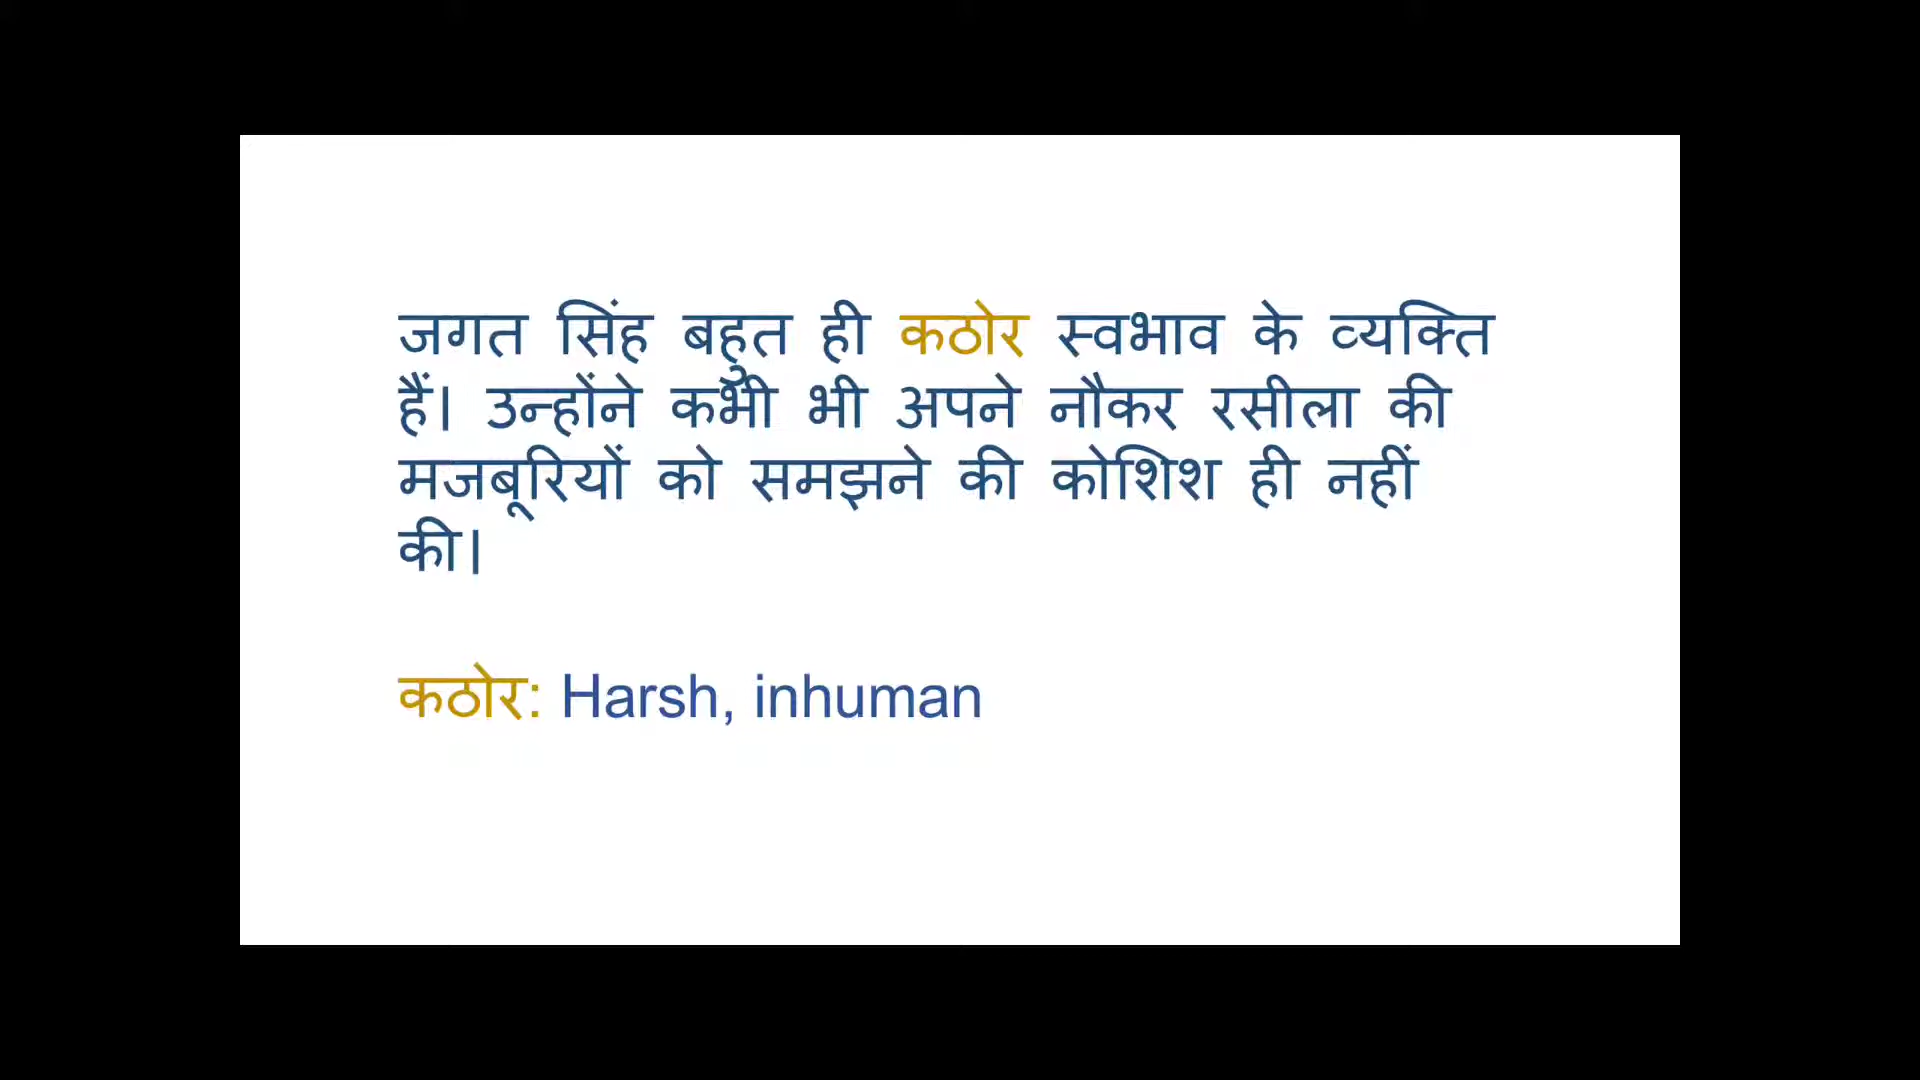 जगत सिंह बहुत ही कठोर स्वभाव के व्यक्ति
हैं। उन्होंने कभी भी अपने नौकर रसीला की
मजबूरियों को समझने की कोशिश ही नहीं
की।
कठोर: Harsh, inhuman